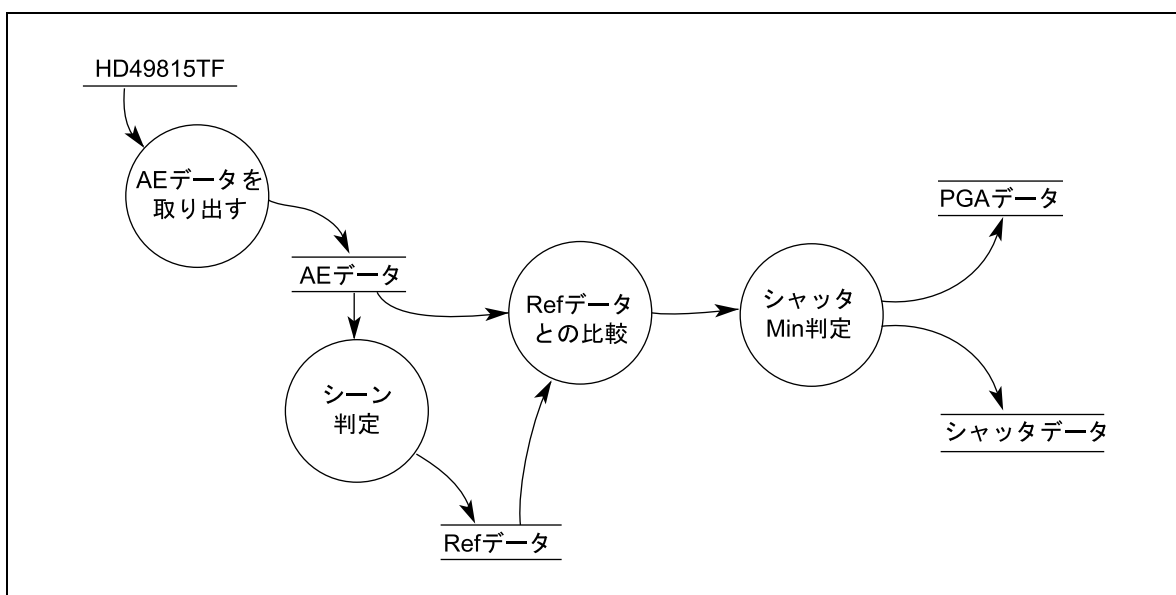 HD49815TF
AEデータを
取り出す
AEデータ
シーン
判定
Refデータ
Refデータ
との比較
シャッタ
Min判定
PGAデータ
シャッタデータ